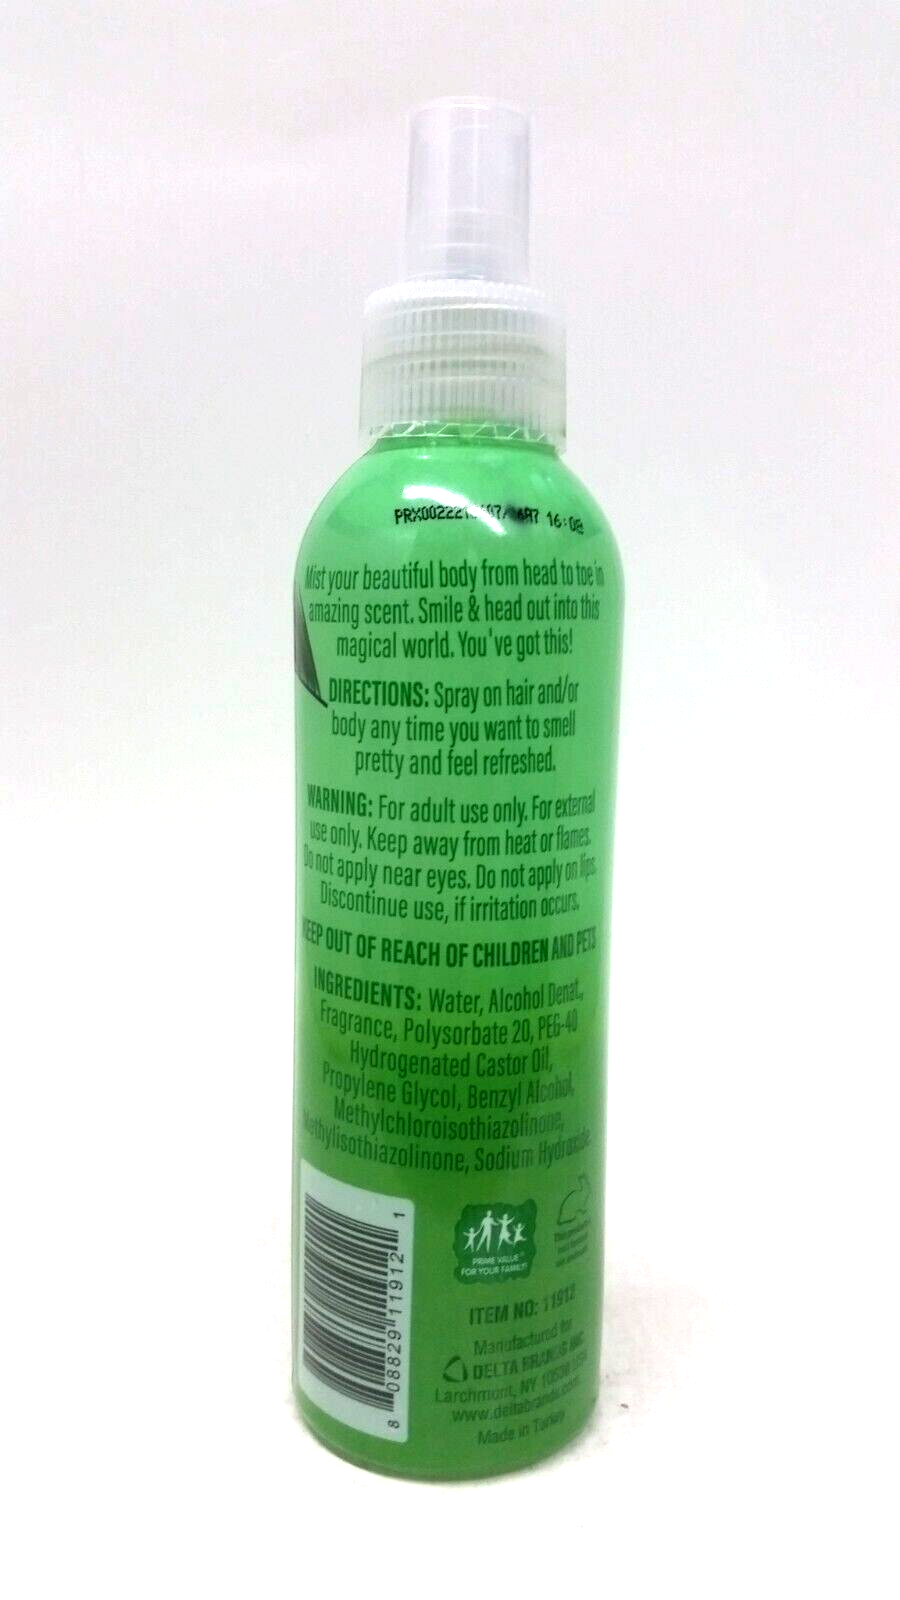 16:08
Mist your beautiful body from head to toe in
amazing scent. Smile & head out into this
magical world. You've got this!
DIRECTIONS: Spray on hair and/or
body any time you want to smell
pretty and feel refreshed.
WARNING: For adult use only. For external
use only. Keep away from heat or flames.
Do not apply near eyes. Do not apply on lips.
Discontinue use, if irritation occurs.
KEEP OUT OF REACH OF CHILDREN AND PETS
INGREDIENTS: Water, Alcohol Denat.,
Fragrance, Polysorbate 20, PEG-40
Hydrogenated Castor Oil,
Propylene Glycol, Benzyl Alcohol,
Methylchloroisothiazolinone,
Methylisothiazolinone, Sodium Hydroxide
8 08829 11912 1
PRIME VALUE™
FOR YOUR FAMILY!
ITEM NO: 11912
Manufactured for
DELTA BRANDS INC
Larchmont, NY 10538 USA
www.deltabrands.com
Made in Turkey